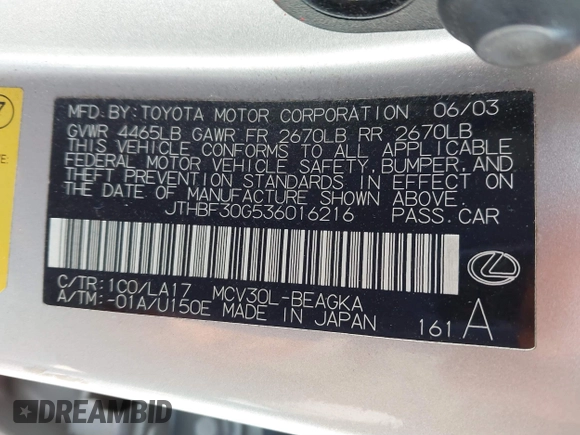 7
MFD. BY: TOYOTA MOTOR CORPORATION 06/03
GVWR 4465LB GAWR FR 2670LB RR 2670LB
THIS VEHICLE CONFORMS TO ALL APPLICABLE
FEDERAL MOTOR VEHICLE SAFETY, BUMPER, AND
THEFT PREVENTION STANDARDS IN EFFECT ON
THE DATE OF MANUFACTURE SHOWN ABOVE.
JTHBF30G536016216 PASS. CAR
C/TR: 1C0/LA17 MCV30L-BEAGKA
A/TM: -01A/U150E MADE IN JAPAN
161 A
DREAMBID